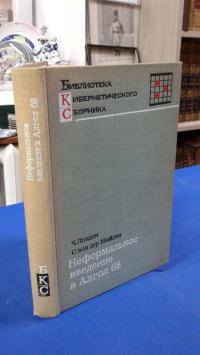 Библиотека
Кибернетического
Сборника
Ч.Линдси
С.ван дер Мюйлен
Неформальное
введение
в Алгол 68
Неформальное
введение в Алгол 68
БКС